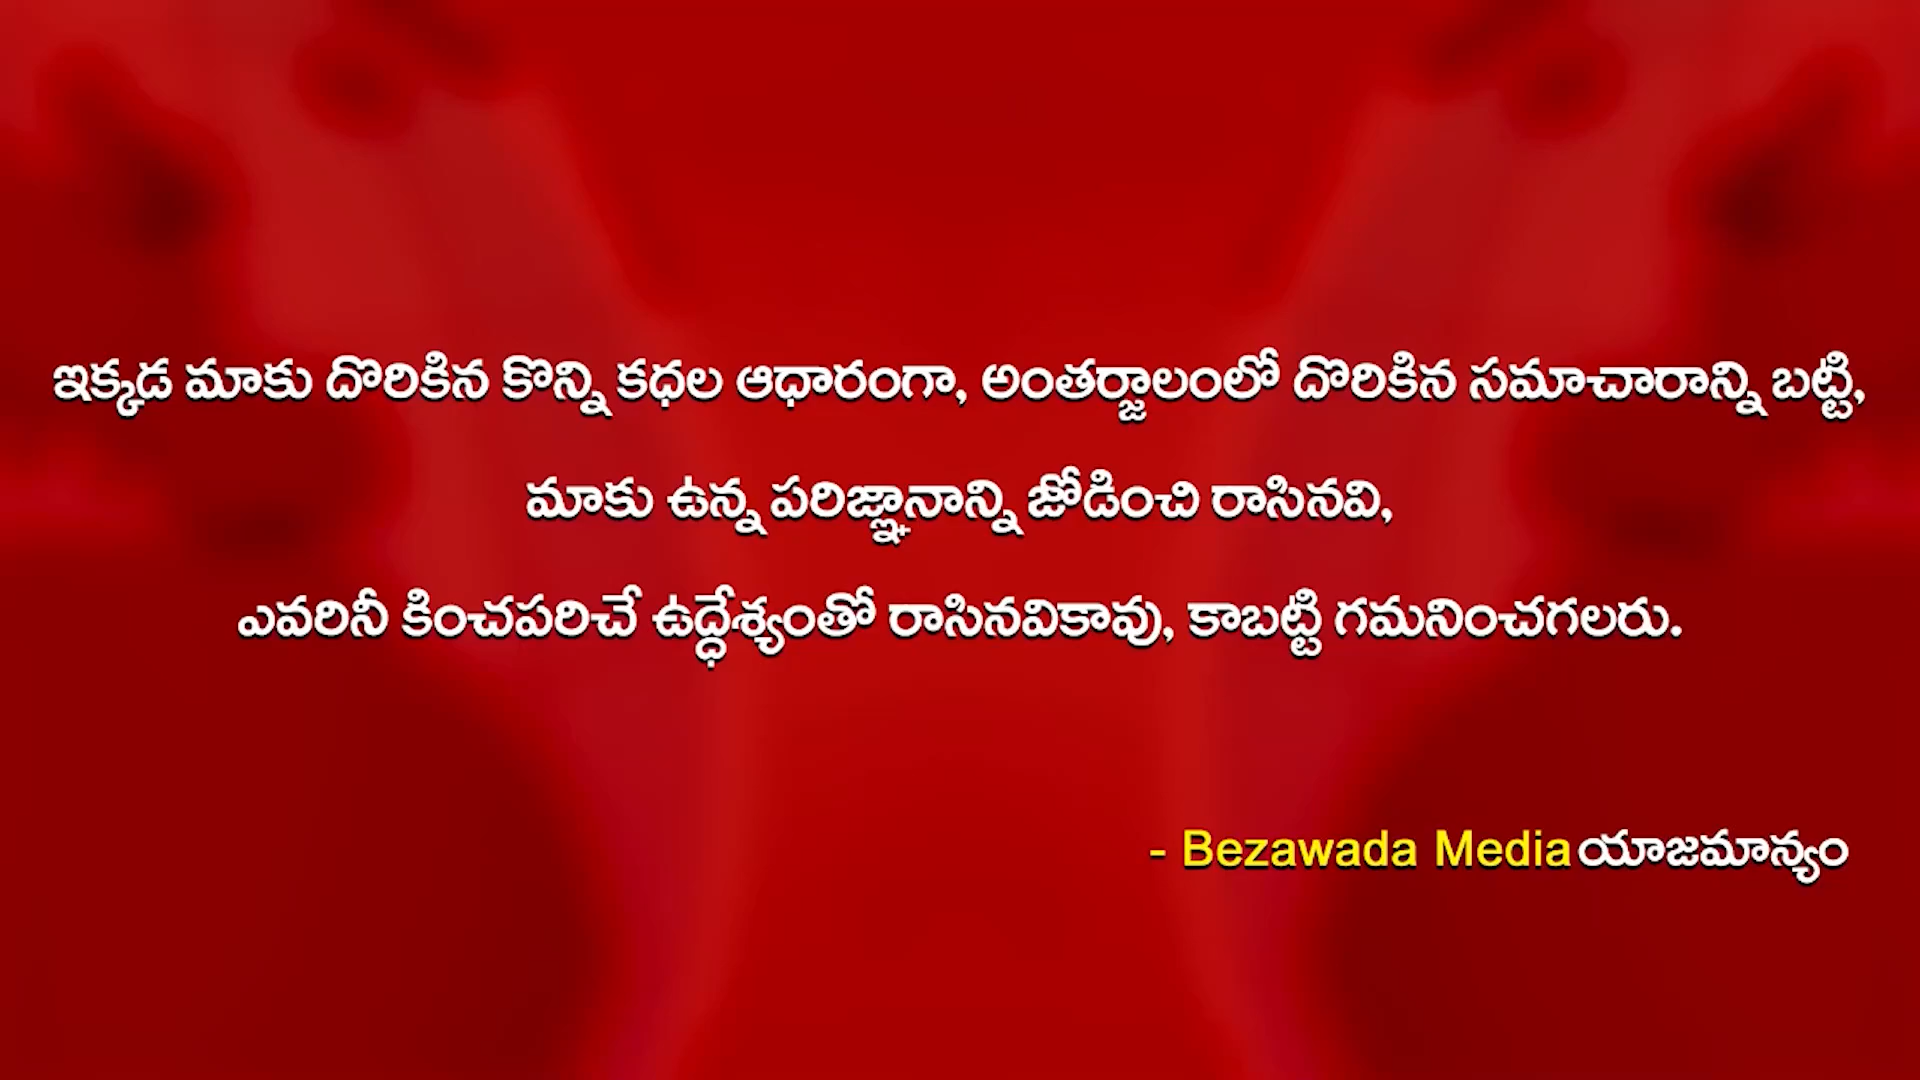 ఇక్కడ మాకు దొరికిన కొన్ని కధల ఆధారంగా, అంతర్జాలంలో దొరికిన సమాచారాన్ని బట్టి,
మాకు ఉన్న పరిజ్ఞానాన్ని జోడించి రాసినవి,
ఎవరినీ కించపరిచే ఉద్ధేశ్యంతో రాసినవికావు, కాబట్టి గమనించగలరు.
- Bezawada Media యాజమాన్యం